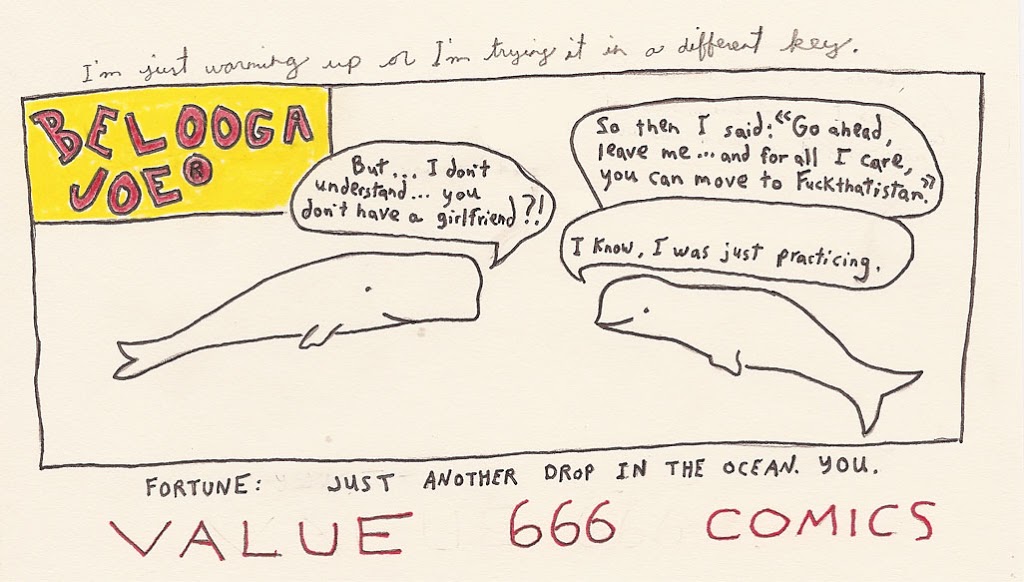 I'm just warming up or I'm trying it in a different key.
BELOOGA
JOE®
So then I said: "Go ahead,
leave me... and for all I care,
you can move to Fuckthatistan."
But... I don't
understand... you
don't have a girlfriend?!
I know, I was just practicing.
FORTUNE: JUST ANOTHER DROP IN THE OCEAN. YOU.
VALUE 666 COMICS